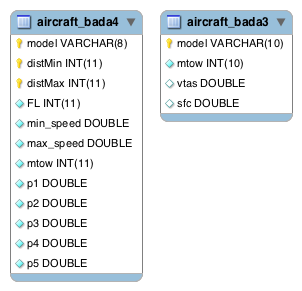 aircraft_bada4
model VARCHAR(8)
distMin INT(11)
distMax INT(11)
FL INT(11)
min_speed DOUBLE
max_speed DOUBLE
mtow INT(11)
p1 DOUBLE
p2 DOUBLE
p3 DOUBLE
p4 DOUBLE
p5 DOUBLE
aircraft_bada3
model VARCHAR(10)
mtow INT(10)
vtas DOUBLE
sfc DOUBLE